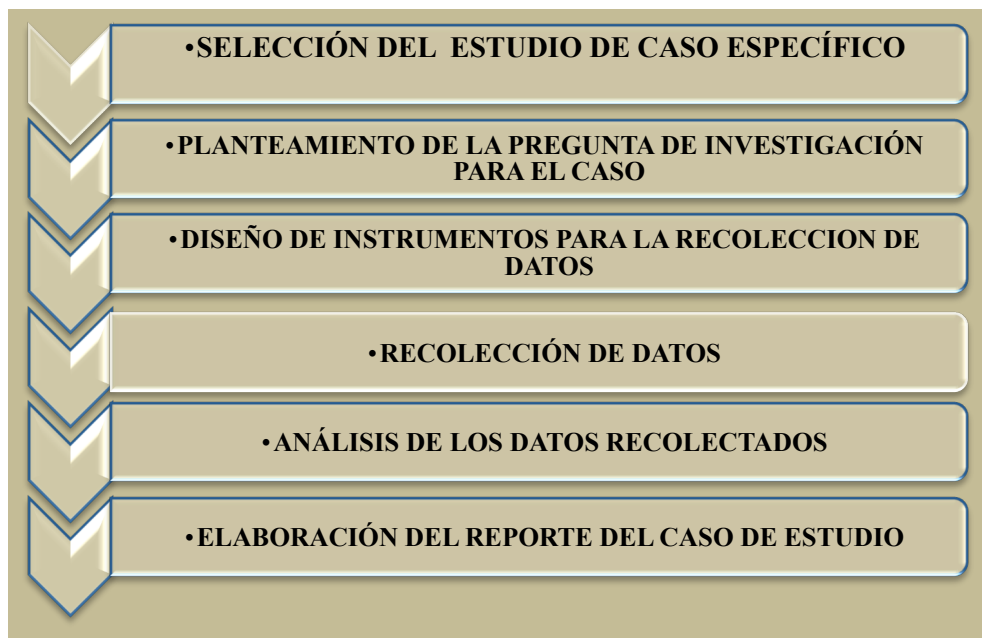 •SELECCIÓN DEL ESTUDIO DE CASO ESPECÍFICO
•PLANTEAMIENTO DE LA PREGUNTA DE INVESTIGACIÓN
PARA EL CASO
•DISEÑO DE INSTRUMENTOS PARA LA RECOLECCION DE
DATOS
•RECOLECCIÓN DE DATOS
•ANÁLISIS DE LOS DATOS RECOLECTADOS
•ELABORACIÓN DEL REPORTE DEL CASO DE ESTUDIO